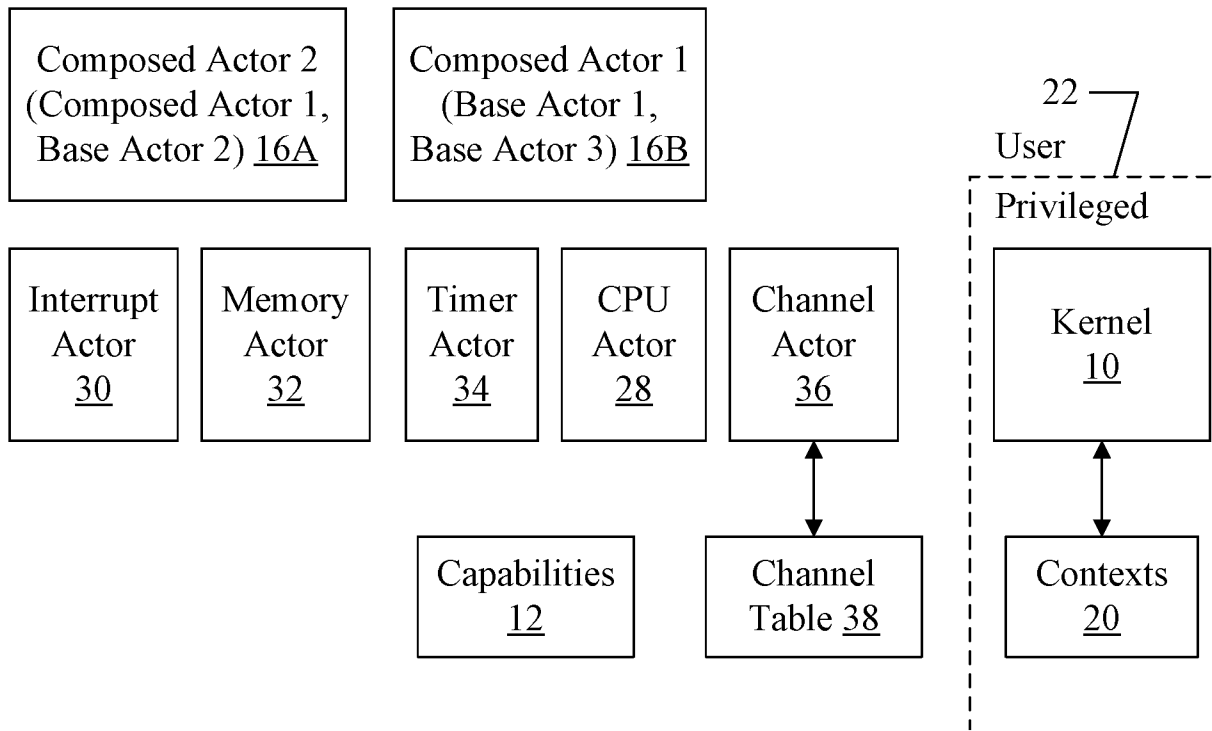 Composed Actor 2
(Composed Actor 1,
Base Actor 2) 16A
Composed Actor 1
(Base Actor 1,
Base Actor 3) 16B
22
User
Privileged
Interrupt
Actor
30
Memory
Actor
32
Timer
Actor
34
CPU
Actor
28
Channel
Actor
36
Kernel
10
Capabilities
12
Channel
Table 38
Contexts
20